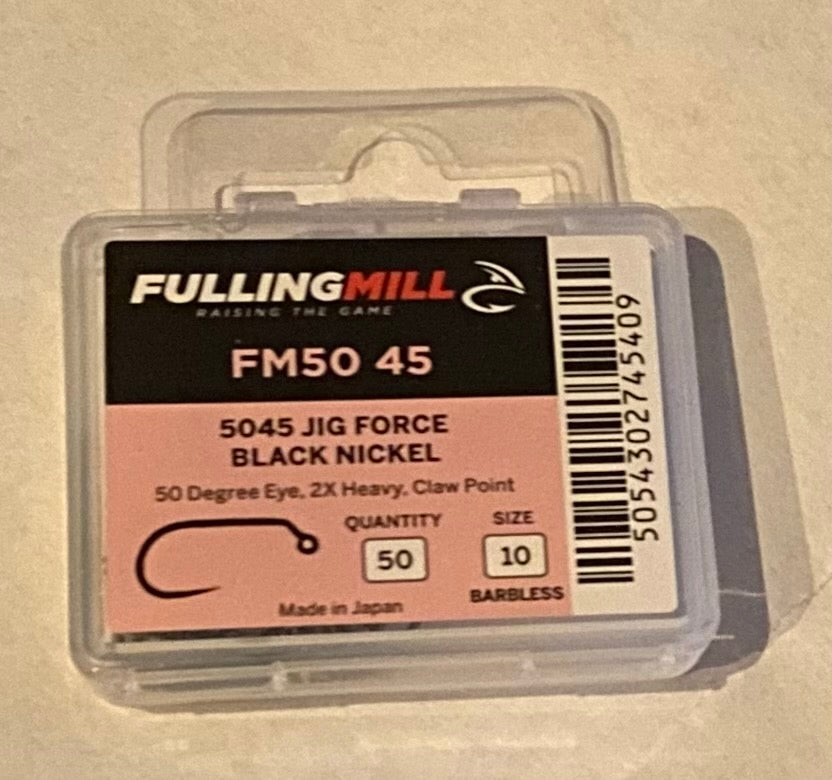 FULLINGMILL
RAISING THE GAME
FM50 45
5045 JIG FORCE
BLACK NICKEL
50 Degree Eye, 2X Heavy, Claw Point
QUANTITY
50
SIZE
10
BARBLESS
Made in Japan
5054302745409